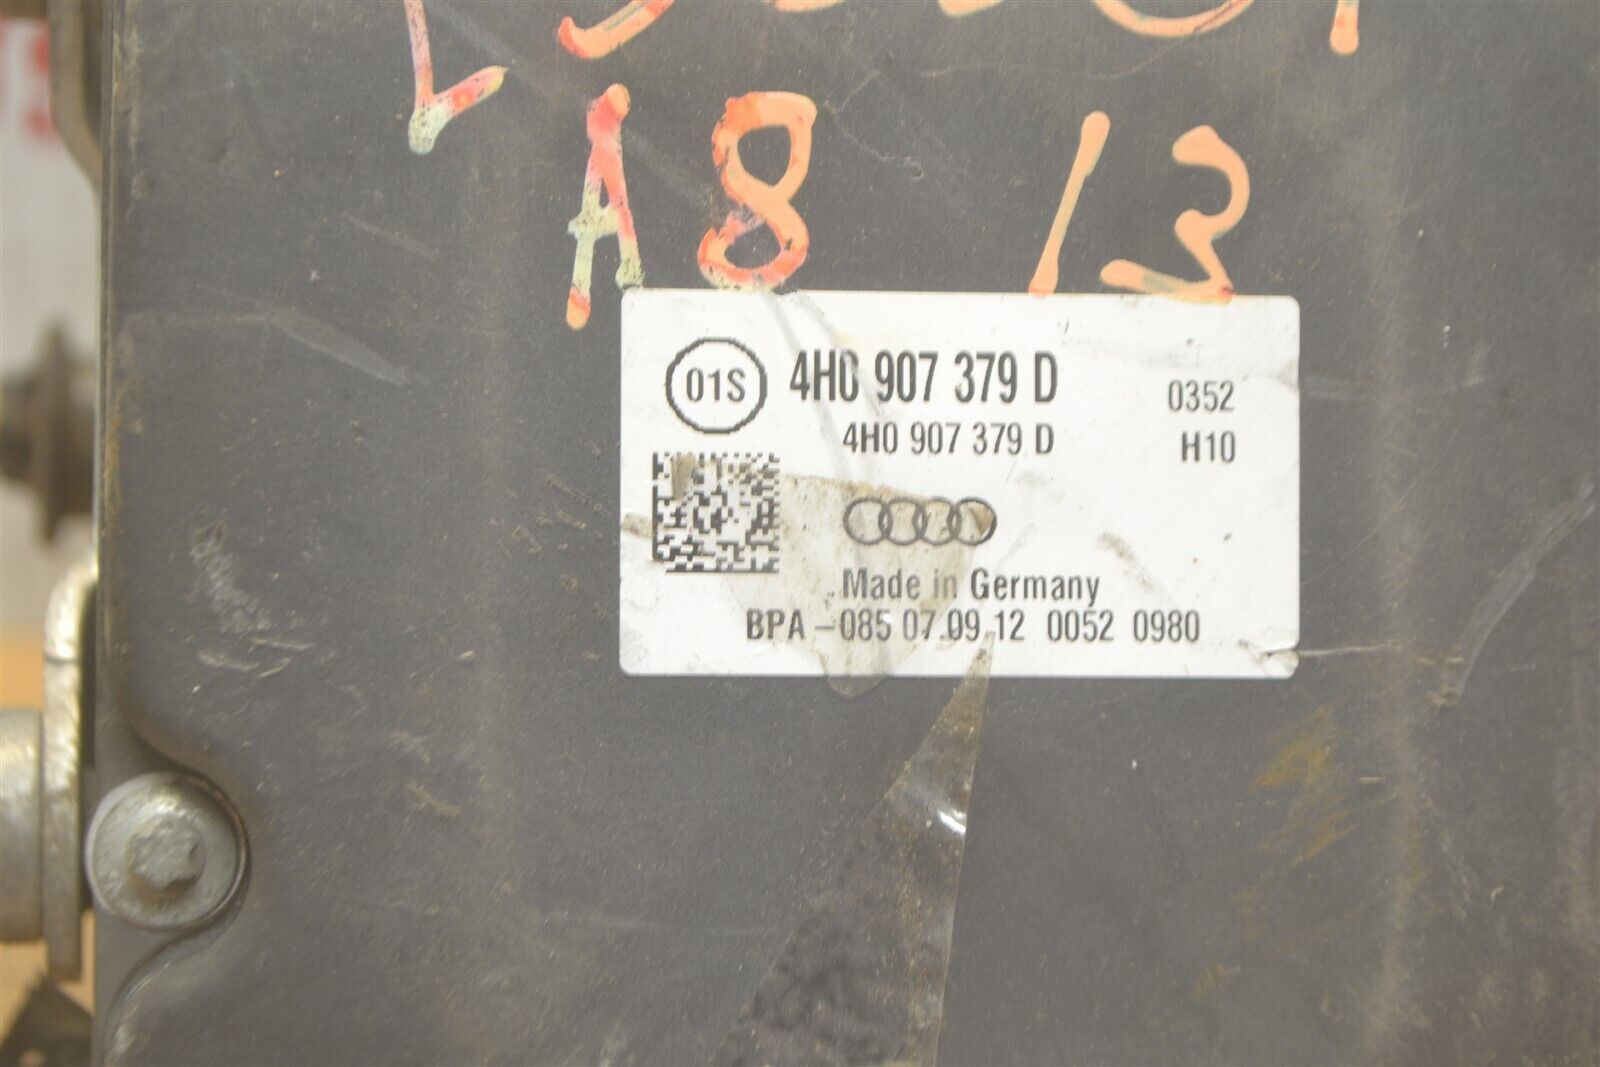 A8 13
01S 4H0 907 379 D 0352
4H0 907 379 D H10
Made in Germany
BPA -085 07.09.12 0052 0980